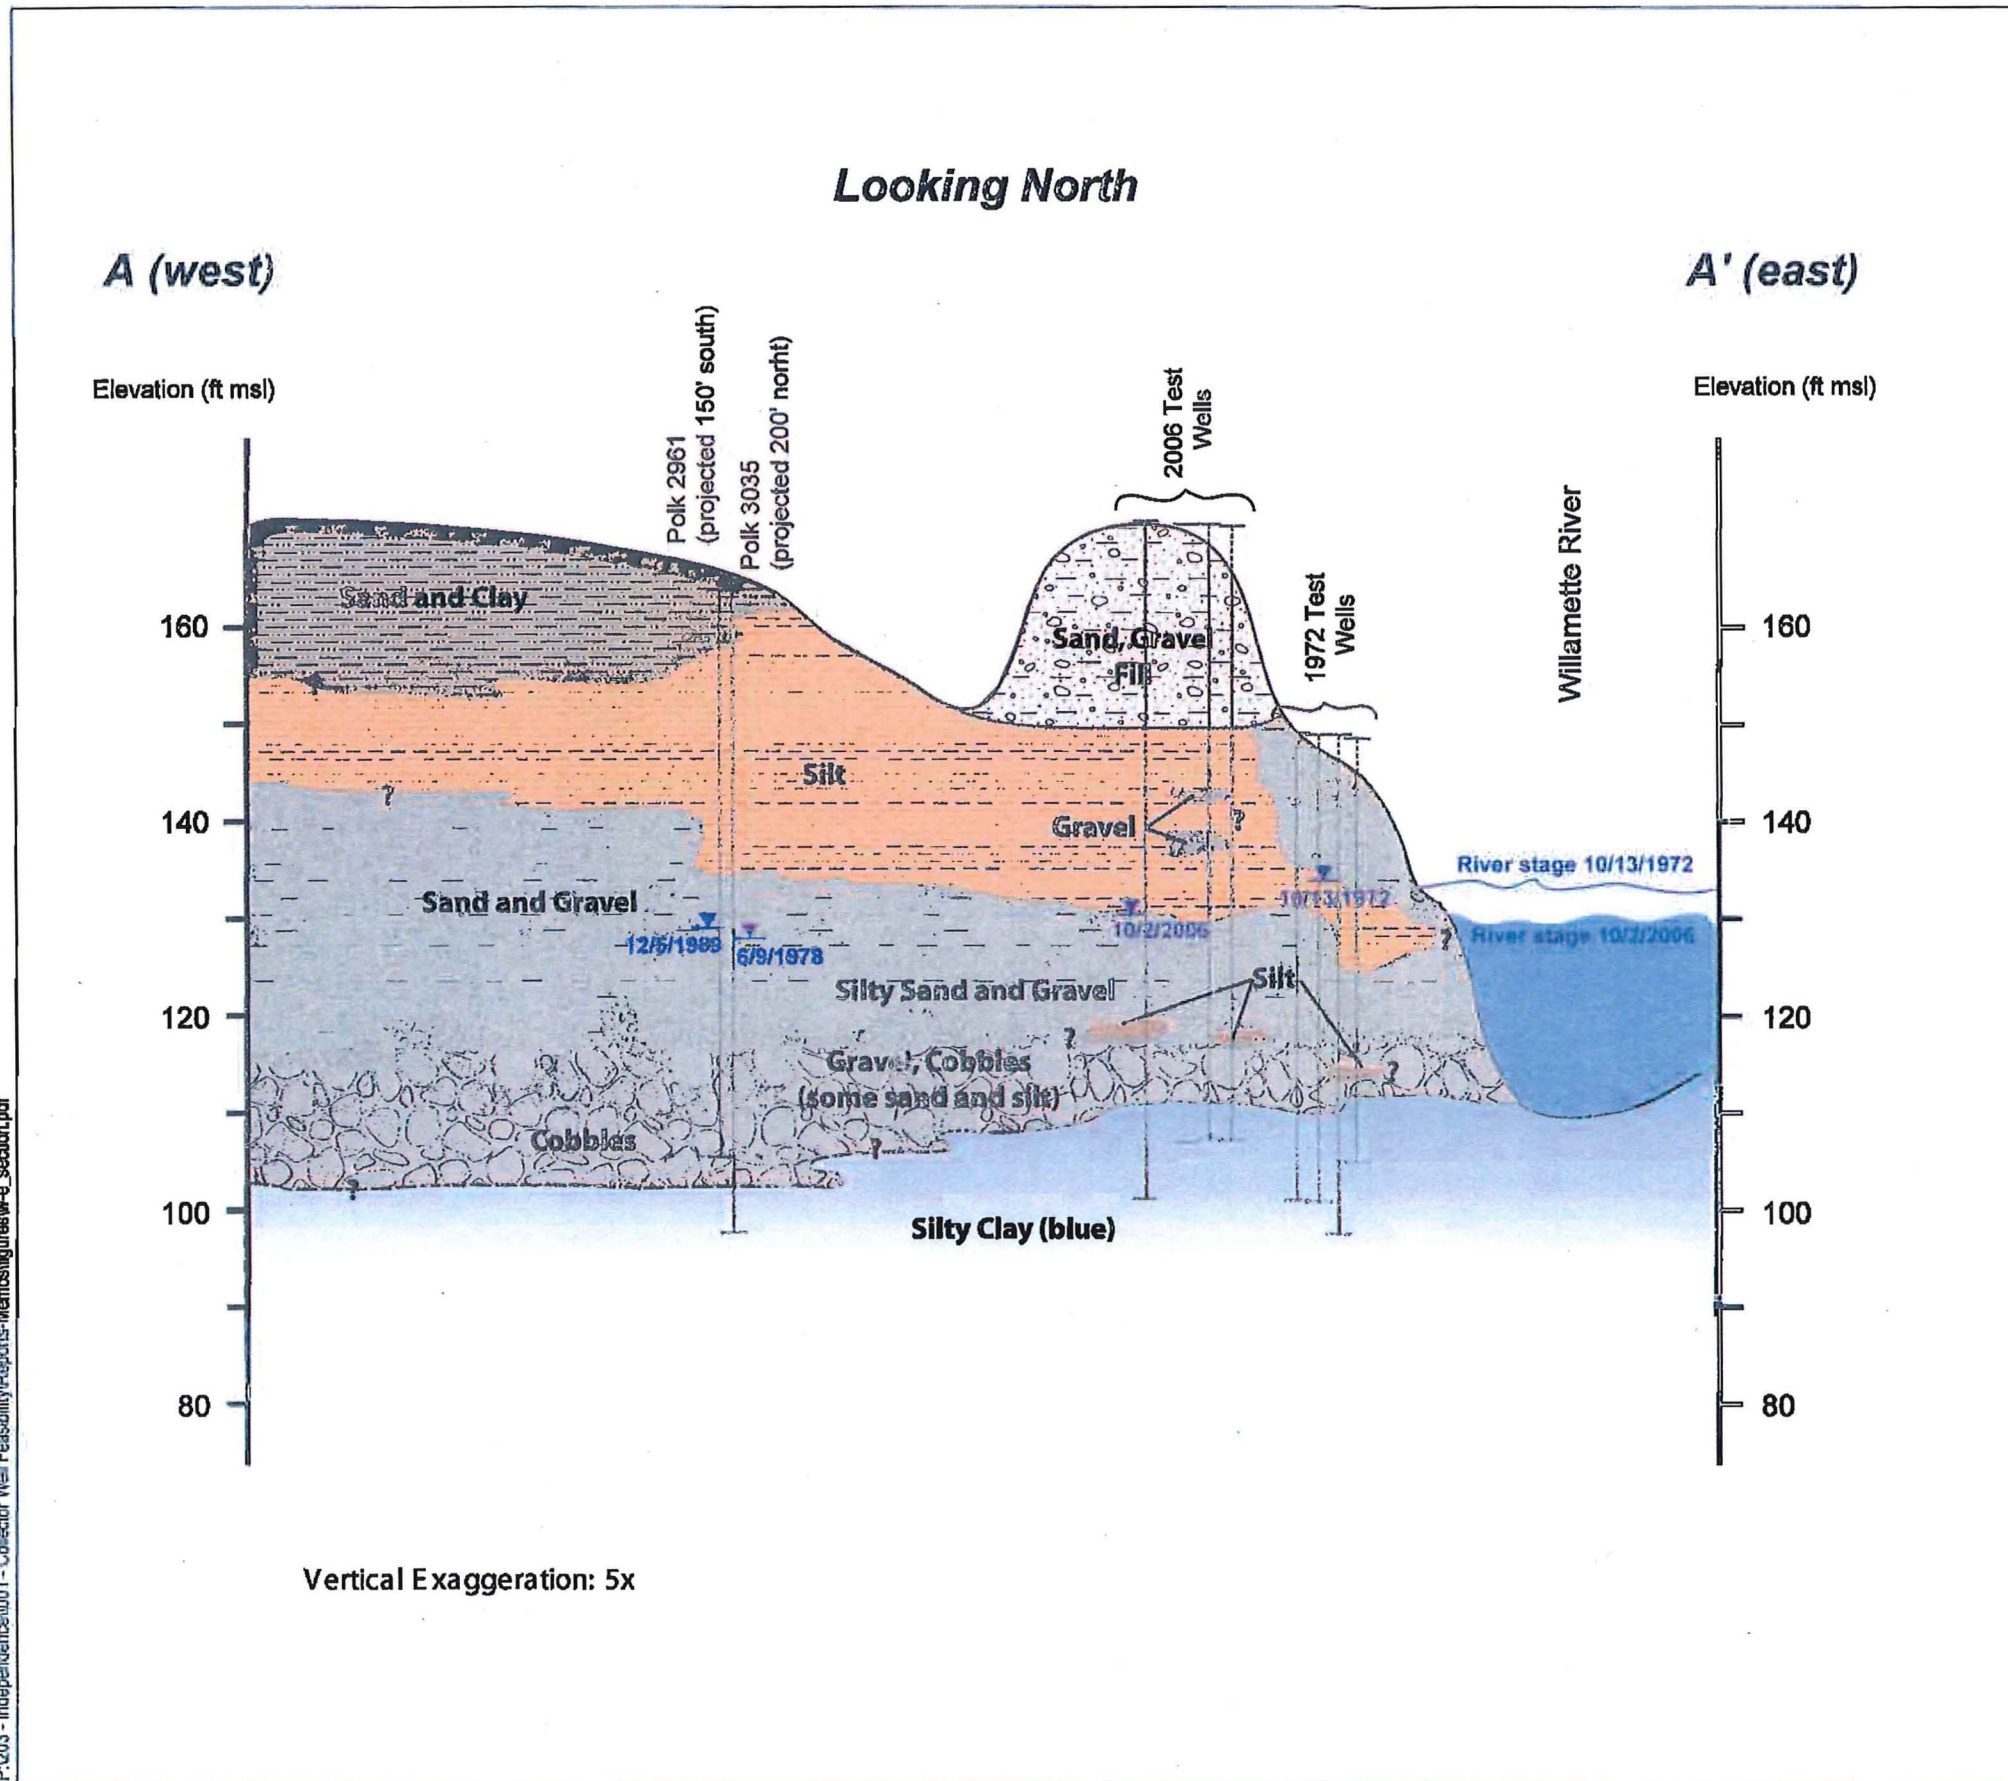 Looking North
A (west)
A' (east)
Elevation (ft msl)
Elevation (ft msl)
Polk 2961
(projected 150' south)
Polk 3035
(projected 200' norht)
2006 Test
Wells
1972 Test
Wells
Willamette River
160
140
120
100
80
160
140
120
100
80
Sand and Clay
Sand, Gravel
Fill
Silt
?
Gravel
?
?
River stage 10/13/1972
10/13/1972
Sand and Gravel
12/5/1989
6/9/1978
10/2/2006
River stage 10/2/2006
?
Silty Sand and Gravel
Silt
?
Gravel, Cobbles
(some sand and silt)
?
Cobbles
?
?
Silty Clay (blue)
Vertical Exaggeration: 5x